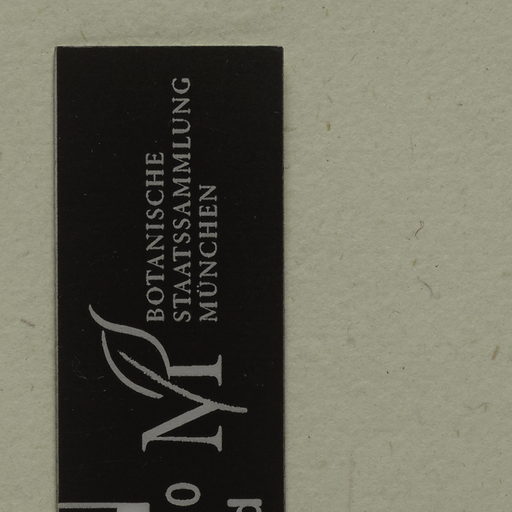 BOTANISCHE
STAATSSAMMLUNG
MÜNCHEN
M